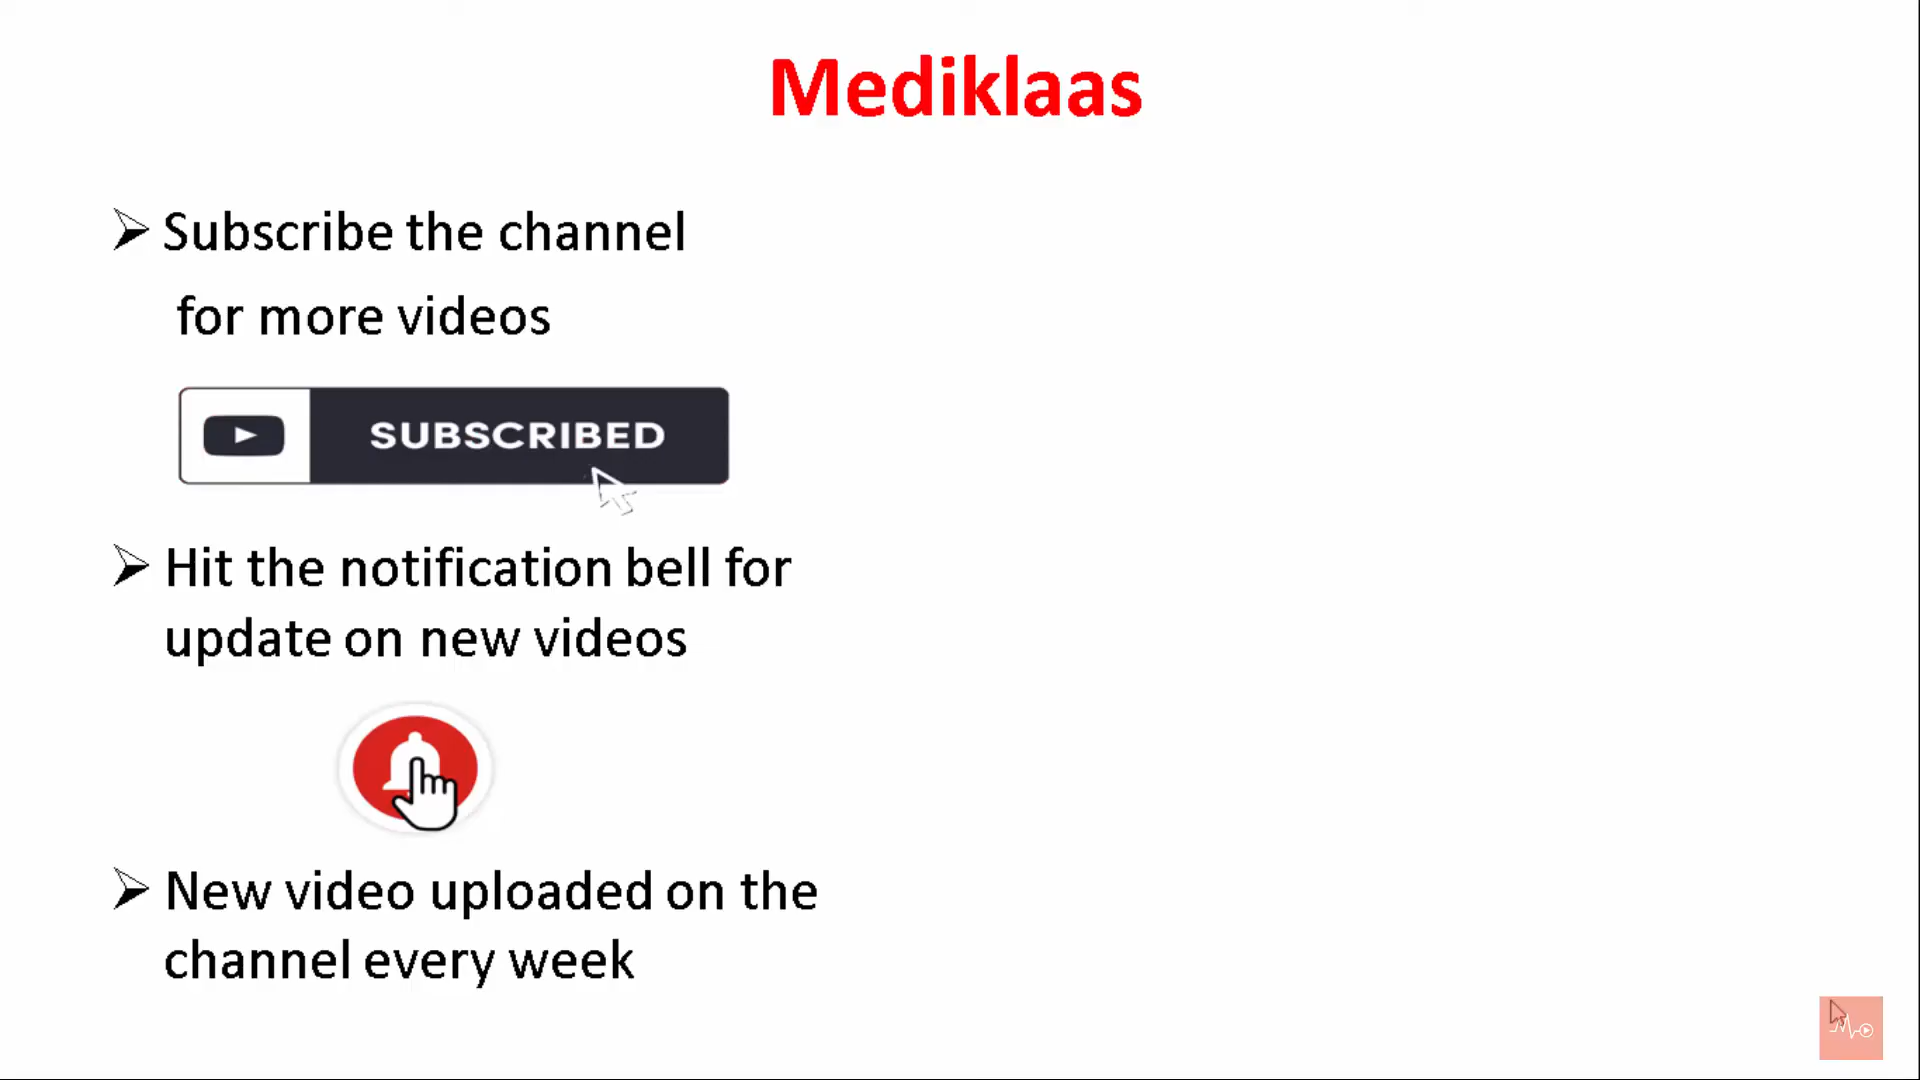 Mediklaas
Subscribe the channel
for more videos
SUBSCRIBED
Hit the notification bell for
update on new videos
New video uploaded on the
channel every week